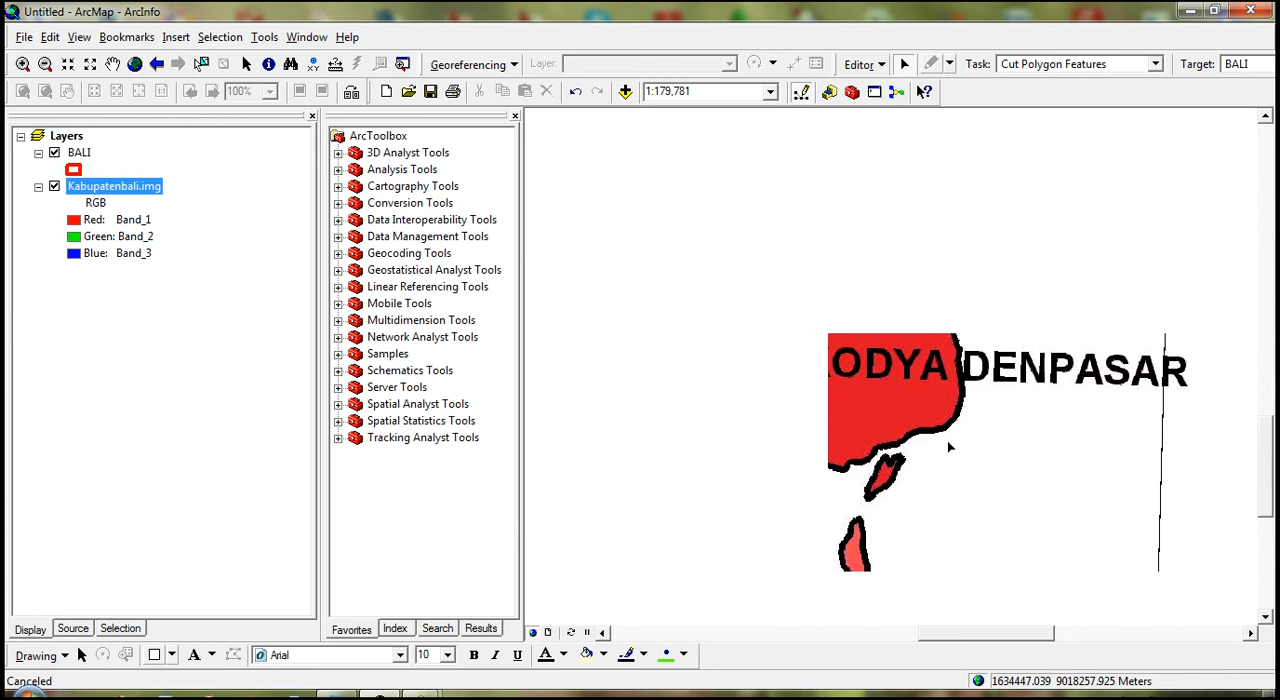 Untitled - ArcMap - ArcInfo
File Edit View Bookmarks Insert Selection Tools Window Help
Georeferencing Layer: Editor Task: Cut Polygon Features Target: BALI
100% 1:179,781
Layers
BALI
Kabupatenbali.img
RGB
Red: Band_1
Green: Band_2
Blue: Band_3
ArcToolbox
3D Analyst Tools
Analysis Tools
Cartography Tools
Conversion Tools
Data Interoperability Tools
Data Management Tools
Geocoding Tools
Geostatistical Analyst Tools
Linear Referencing Tools
Mobile Tools
Multidimension Tools
Network Analyst Tools
Samples
Schematics Tools
Server Tools
Spatial Analyst Tools
Spatial Statistics Tools
Tracking Analyst Tools
ODYA DENPASAR
Display Source Selection
Favorites Index Search Results
Drawing A Arial 10 B I U A
Canceled 1634447.039 9018257.925 Meters